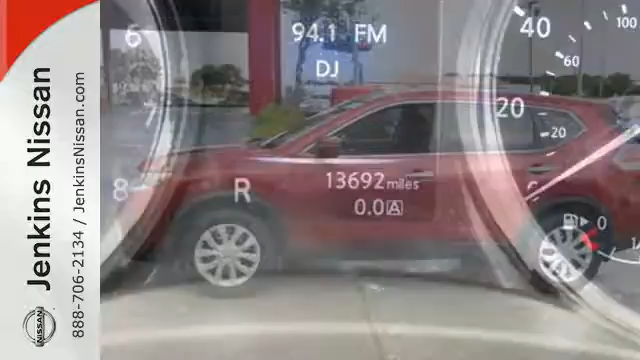 Jenkins Nissan
888-706-2134 / JenkinsNissan.com
NISSAN
94.1 FM
DJ
6
7
8
R
13692 miles
0.0 A
40
20
100
60
20
0